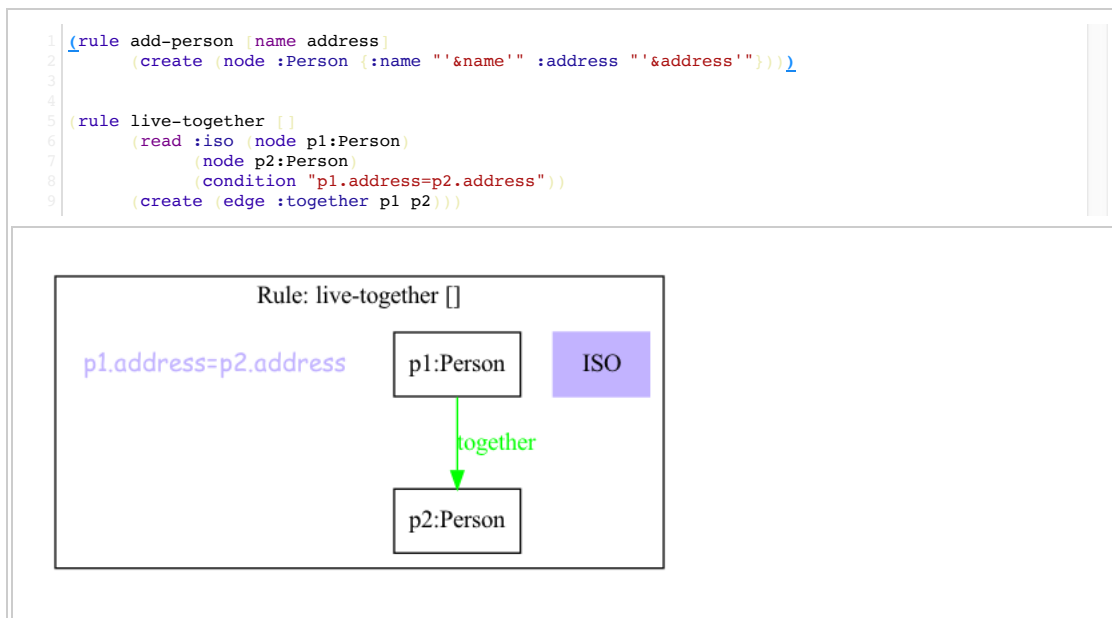 1 (rule add-person [name address]
2 (create (node :Person {:name "'&name'" :address "'&address'"})))
3
4
5 (rule live-together []
6 (read :iso (node p1:Person)
7 (node p2:Person)
8 (condition "p1.address=p2.address"))
9 (create (edge :together p1 p2)))
Rule: live-together []
p1.address=p2.address
p1:Person
ISO
together
p2:Person